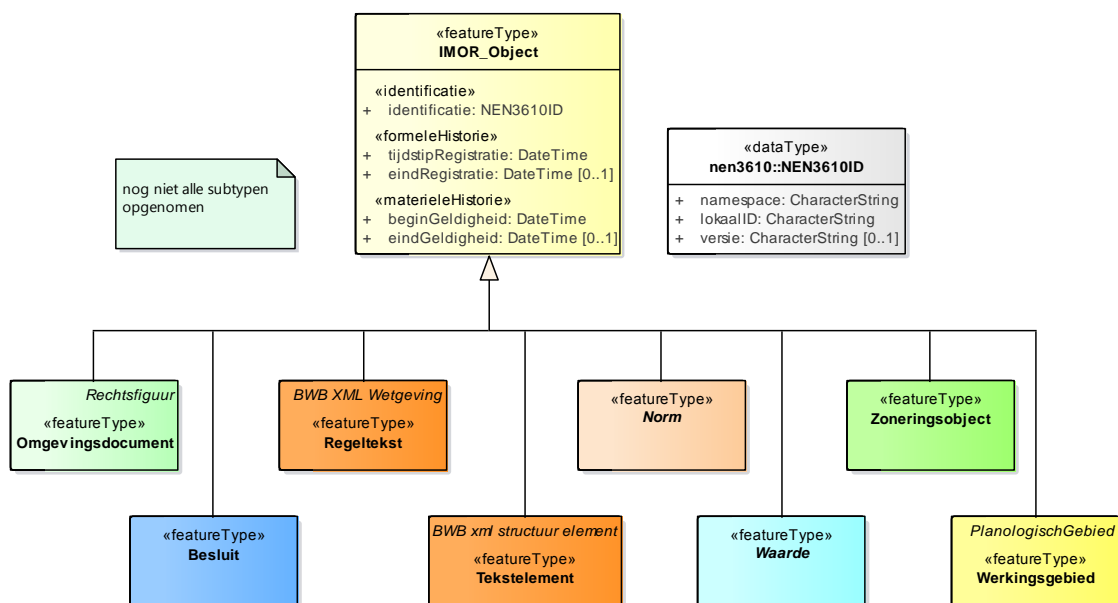 «featureType»
IMOR_Object
«identificatie»
+ identificatie: NEN3610ID
«formeleHistorie»
+ tijdstipRegistratie: DateTime
+ eindRegistratie: DateTime [0..1]
«materieleHistorie»
+ beginGeldigheid: DateTime
+ eindGeldigheid: DateTime [0..1]
nog niet alle subtypen
opgenomen
«dataType»
nen3610::NEN3610ID
+ namespace: CharacterString
+ lokaalID: CharacterString
+ versie: CharacterString [0..1]
Rechtsfiguur
«featureType»
Omgevingsdocument
BWB XML Wetgeving
«featureType»
Regeltekst
«featureType»
Norm
«featureType»
Zoneringsobject
«featureType»
Besluit
BWB xml structuur element
«featureType»
Tekstelement
«featureType»
Waarde
PlanologischGebied
«featureType»
Werkingsgebied